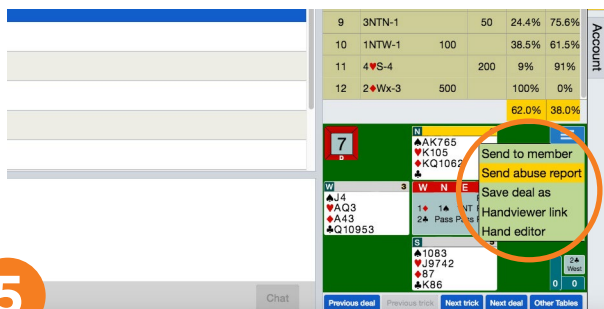 9 3NTN-1 50 24.4% 75.6%
10 1NTW-1 100 38.5% 61.5%
11 4♥S-4 200 9% 91%
12 2♦Wx-3 500 100% 0%
62.0% 38.0%
Account
7
D
N
♠AK765
♥K105
♦KQ1062
♣
Send to member
Send abuse report
Save deal as
Handviewer link
Hand editor
W 3
♠J4
♥AQ3
♦A43
♣Q10953
W N E
1♦ 1♠ NT
2♣ Pass Pass
S
♠1083
♥J9742
♦87
♣K86
2♣
West
0 0
5
Chat
Previous deal Previous trick Next trick Next deal Other Tables